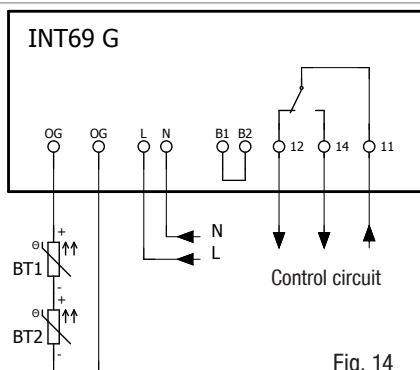 INT69 G
OG OG L N B1 B2 12 14 11
+
Θ
BT1
-
+
Θ
BT2
-
N
L
Control circuit
Fig. 14